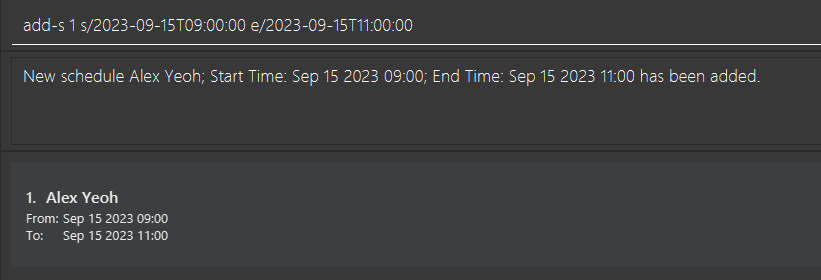 add-s 1 s/2023-09-15T09:00:00 e/2023-09-15T11:00:00
New schedule Alex Yeoh; Start Time: Sep 15 2023 09:00; End Time: Sep 15 2023 11:00 has been added.
1. Alex Yeoh
From: Sep 15 2023 09:00
To: Sep 15 2023 11:00